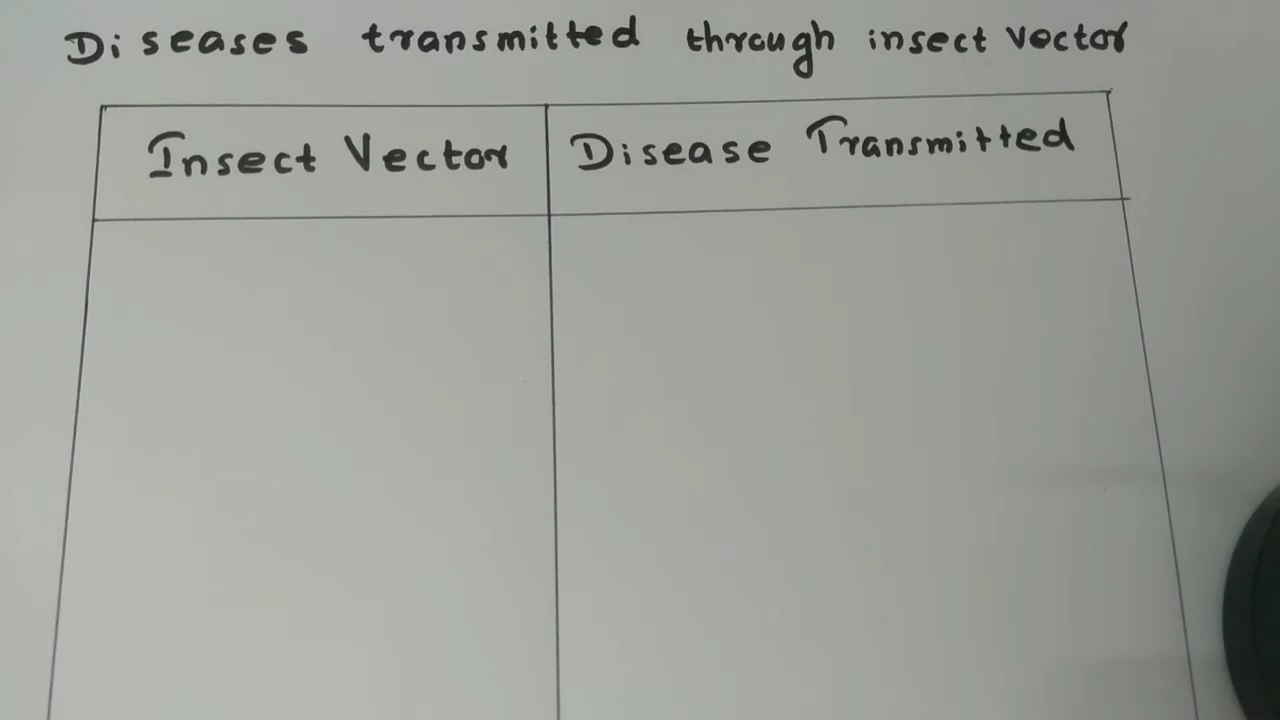 Diseases transmitted through insect vector
Insect Vector
Disease Transmitted